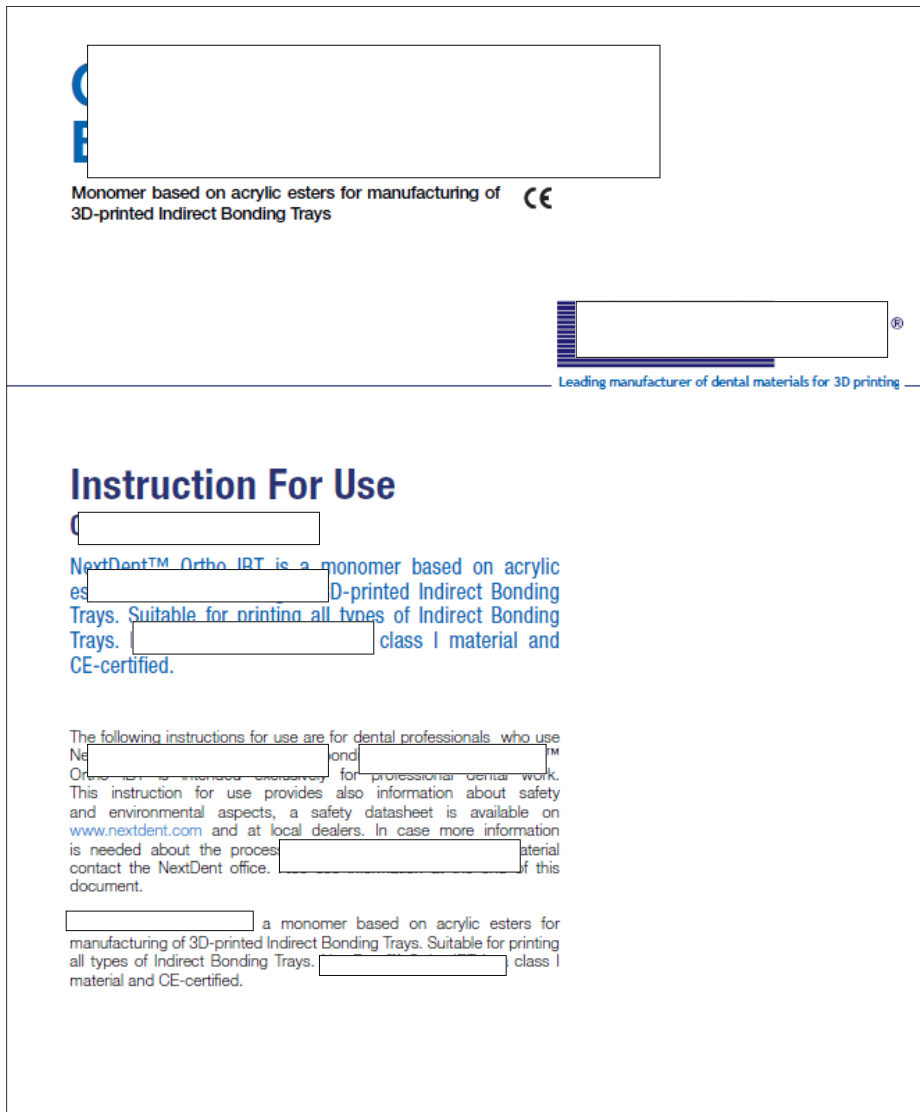 Monomer based on acrylic esters for manufacturing of
3D-printed Indirect Bonding Trays
CE
®
Leading manufacturer of dental materials for 3D printing
Instruction For Use
NextDent™ Ortho IBT is a monomer based on acrylic
es D-printed Indirect Bonding
Trays. Suitable for printing all types of Indirect Bonding
Trays. class I material and
CE-certified.
The following instructions for use are for dental professionals who use
Ne ond ™
Ortho IBT is intended exclusively for professional dental work.
This instruction for use provides also information about safety
and environmental aspects, a safety datasheet is available on
www.nextdent.com and at local dealers. In case more information
is needed about the process aterial
contact the NextDent office. of this
document.
a monomer based on acrylic esters for
manufacturing of 3D-printed Indirect Bonding Trays. Suitable for printing
all types of Indirect Bonding Trays. class I
material and CE-certified.